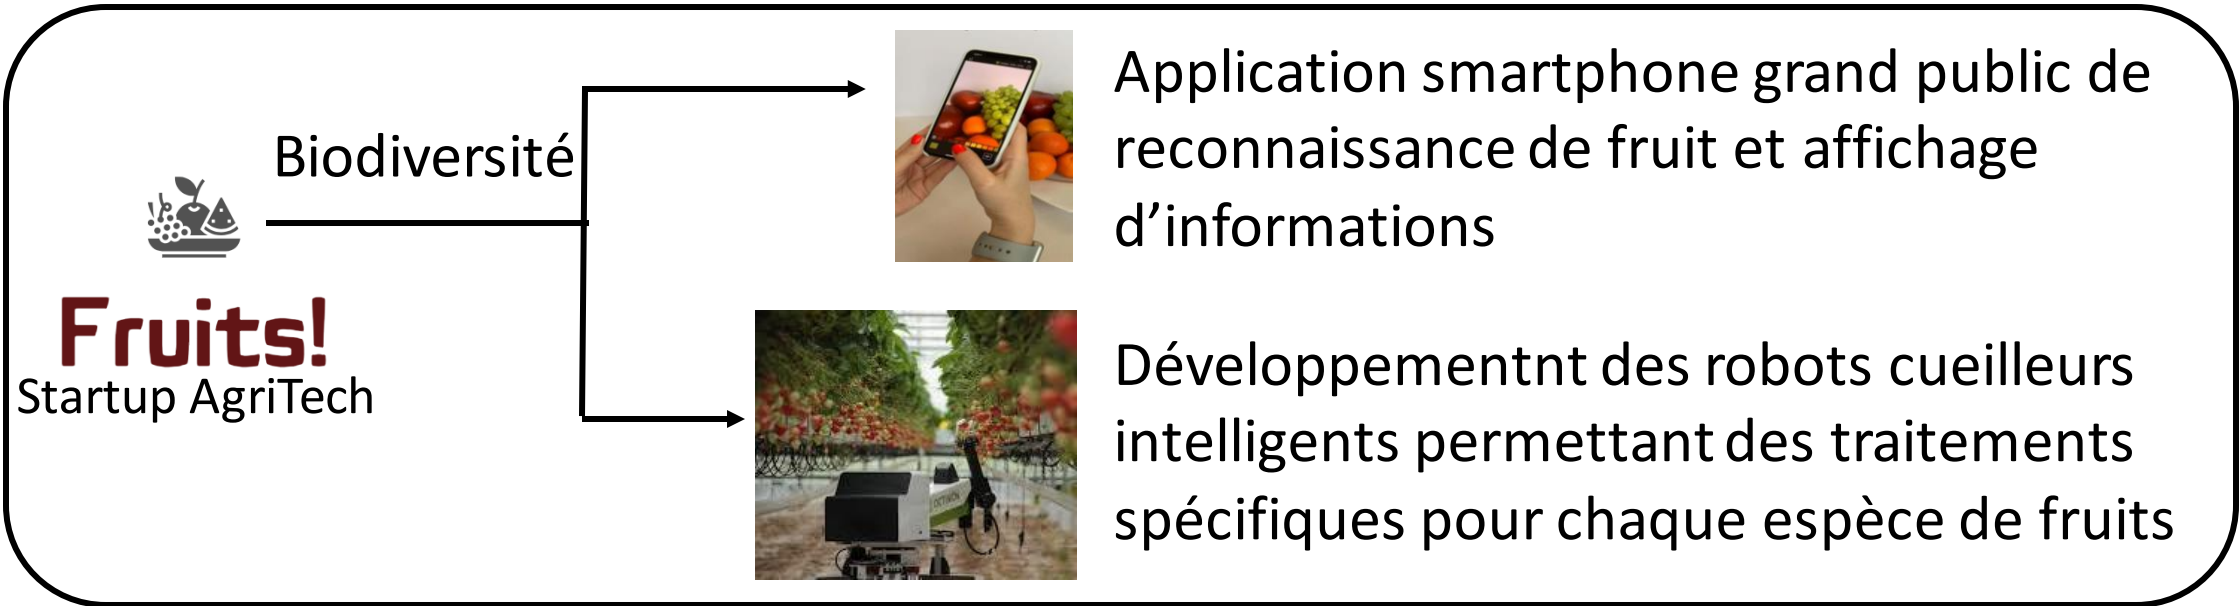 Biodiversité
Fruits!
Startup AgriTech
Application smartphone grand public de
reconnaissance de fruit et affichage
d’informations
Développementnt des robots cueilleurs
intelligents permettant des traitements
spécifiques pour chaque espèce de fruits